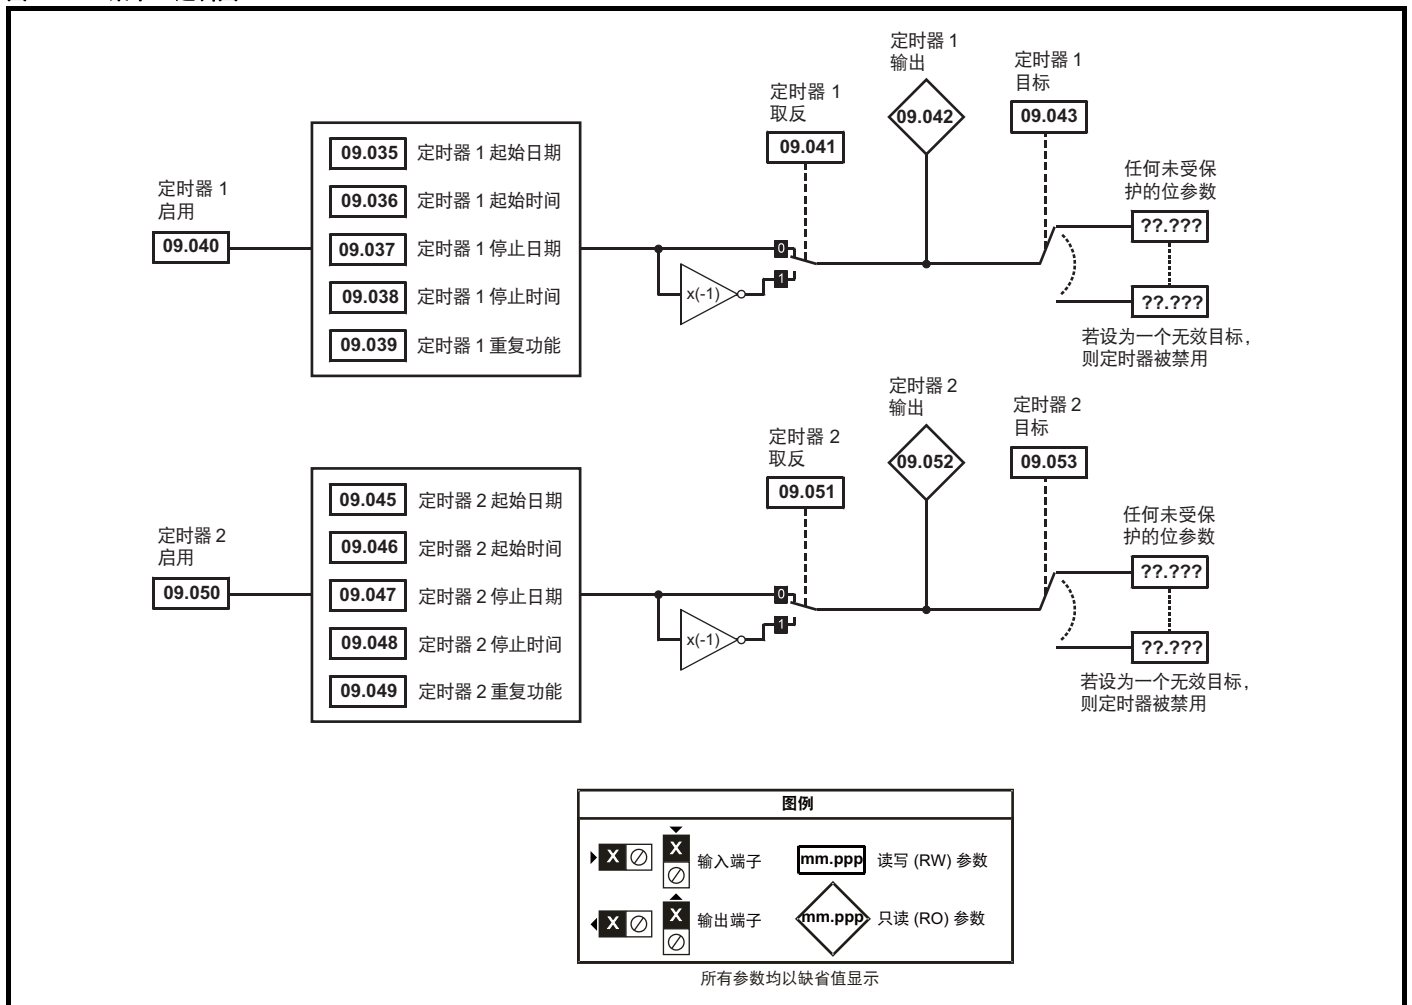 定时器 1
启用
09.040
09.035 定时器 1 起始日期
09.036 定时器 1 起始时间
09.037 定时器 1 停止日期
09.038 定时器 1 停止时间
09.039 定时器 1 重复功能
x(-1)
0
1
定时器 1
取反
09.041
定时器 1
输出
09.042
定时器 1
目标
09.043
任何未受保
护的位参数
??.???
??.???
若设为一个无效目标，
则定时器被禁用
定时器 2
启用
09.050
09.045 定时器 2 起始日期
09.046 定时器 2 起始时间
09.047 定时器 2 停止日期
09.048 定时器 2 停止时间
09.049 定时器 2 重复功能
x(-1)
0
1
定时器 2
取反
09.051
定时器 2
输出
09.052
定时器 2
目标
09.053
任何未受保
护的位参数
??.???
??.???
若设为一个无效目标，
则定时器被禁用
图例
X X 输入端子 mm.ppp 读写 (RW) 参数
X X 输出端子 mm.ppp 只读 (RO) 参数
所有参数均以缺省值显示